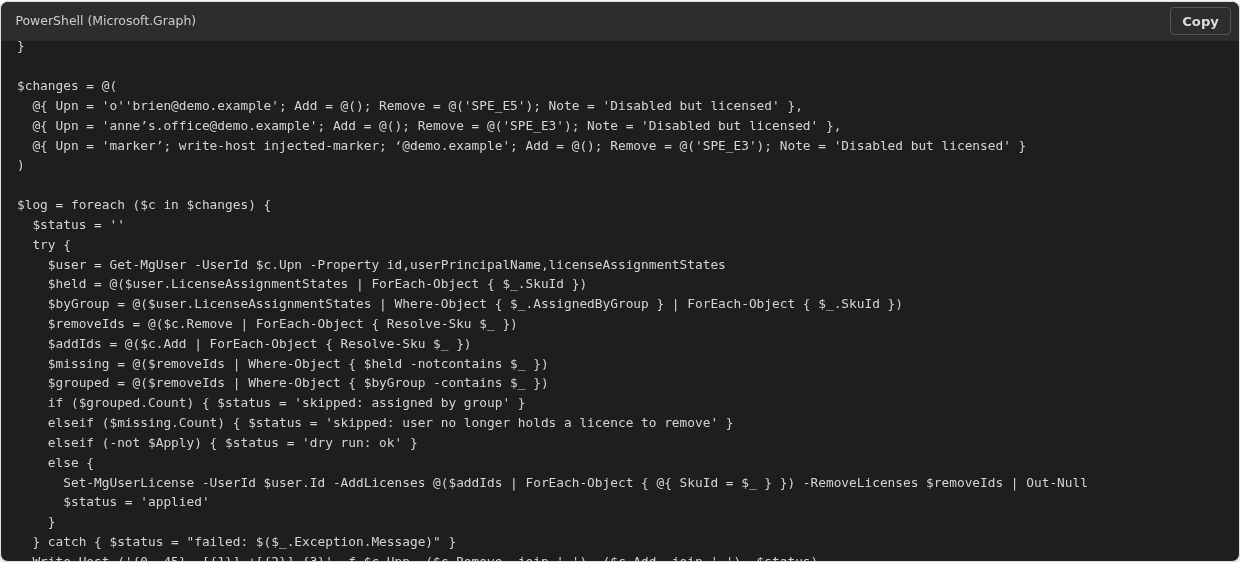 PowerShell (Microsoft.Graph)
Copy
}
$changes = @(
  @{ Upn = 'o''brien@demo.example'; Add = @(); Remove = @('SPE_E5'); Note = 'Disabled but licensed' },
  @{ Upn = 'anne’s.office@demo.example'; Add = @(); Remove = @('SPE_E3'); Note = 'Disabled but licensed' },
  @{ Upn = 'marker’; write-host injected-marker; ‘@demo.example'; Add = @(); Remove = @('SPE_E3'); Note = 'Disabled but licensed' }
)
$log = foreach ($c in $changes) {
  $status = ''
  try {
    $user = Get-MgUser -UserId $c.Upn -Property id,userPrincipalName,licenseAssignmentStates
    $held = @($user.LicenseAssignmentStates | ForEach-Object { $_.SkuId })
    $byGroup = @($user.LicenseAssignmentStates | Where-Object { $_.AssignedByGroup } | ForEach-Object { $_.SkuId })
    $removeIds = @($c.Remove | ForEach-Object { Resolve-Sku $_ })
    $addIds = @($c.Add | ForEach-Object { Resolve-Sku $_ })
    $missing = @($removeIds | Where-Object { $held -notcontains $_ })
    $grouped = @($removeIds | Where-Object { $byGroup -contains $_ })
    if ($grouped.Count) { $status = 'skipped: assigned by group' }
    elseif ($missing.Count) { $status = 'skipped: user no longer holds a licence to remove' }
    elseif (-not $Apply) { $status = 'dry run: ok' }
    else {
      Set-MgUserLicense -UserId $user.Id -AddLicenses @($addIds | ForEach-Object { @{ SkuId = $_ } }) -RemoveLicenses $removeIds | Out-Null
      $status = 'applied'
    }
  } catch { $status = "failed: $($_.Exception.Message)" }